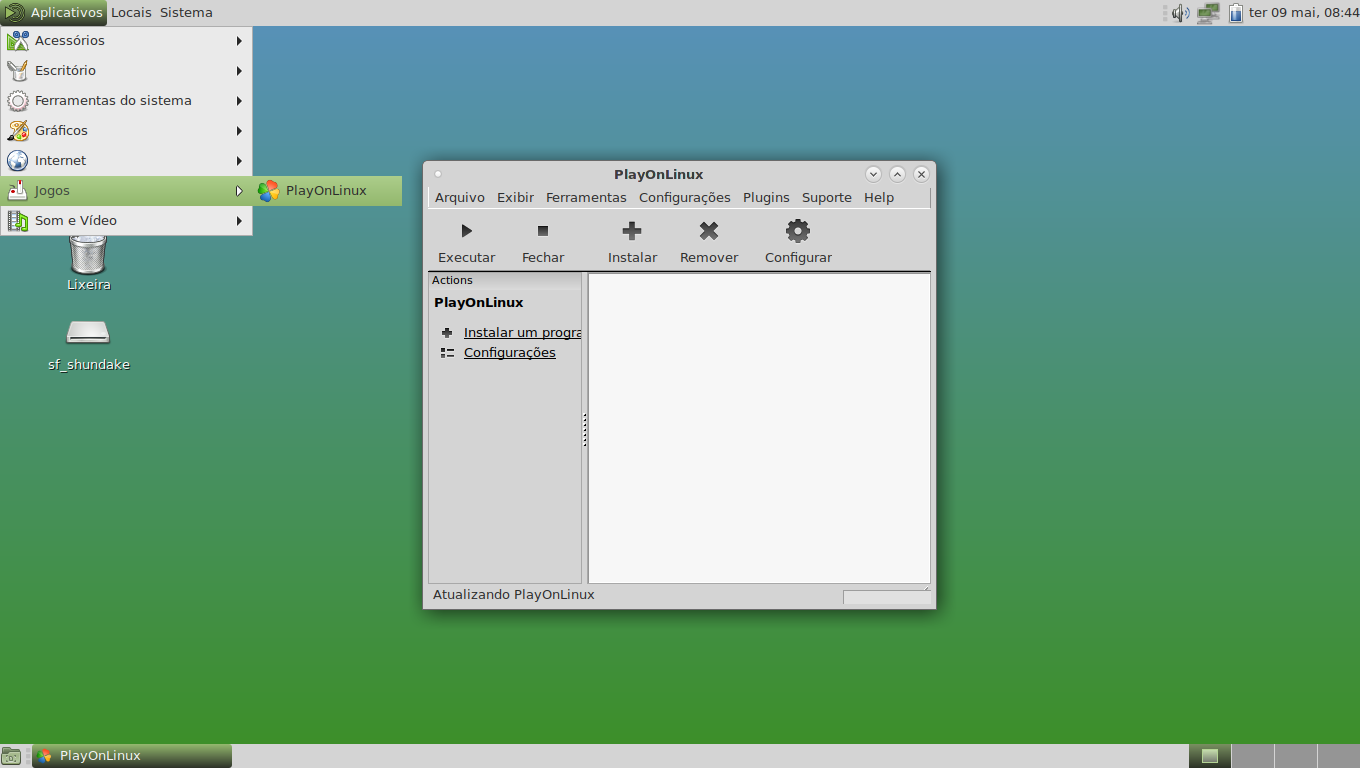 Aplicativos Locais Sistema ter 09 mai, 08:44
Acessórios
Escritório
Ferramentas do sistema
Gráficos
Internet
Jogos PlayOnLinux
Som e Vídeo
Lixeira
sf_shundake
PlayOnLinux
Arquivo Exibir Ferramentas Configurações Plugins Suporte Help
Executar Fechar Instalar Remover Configurar
Actions
PlayOnLinux
Instalar um progra
Configurações
Atualizando PlayOnLinux
PlayOnLinux